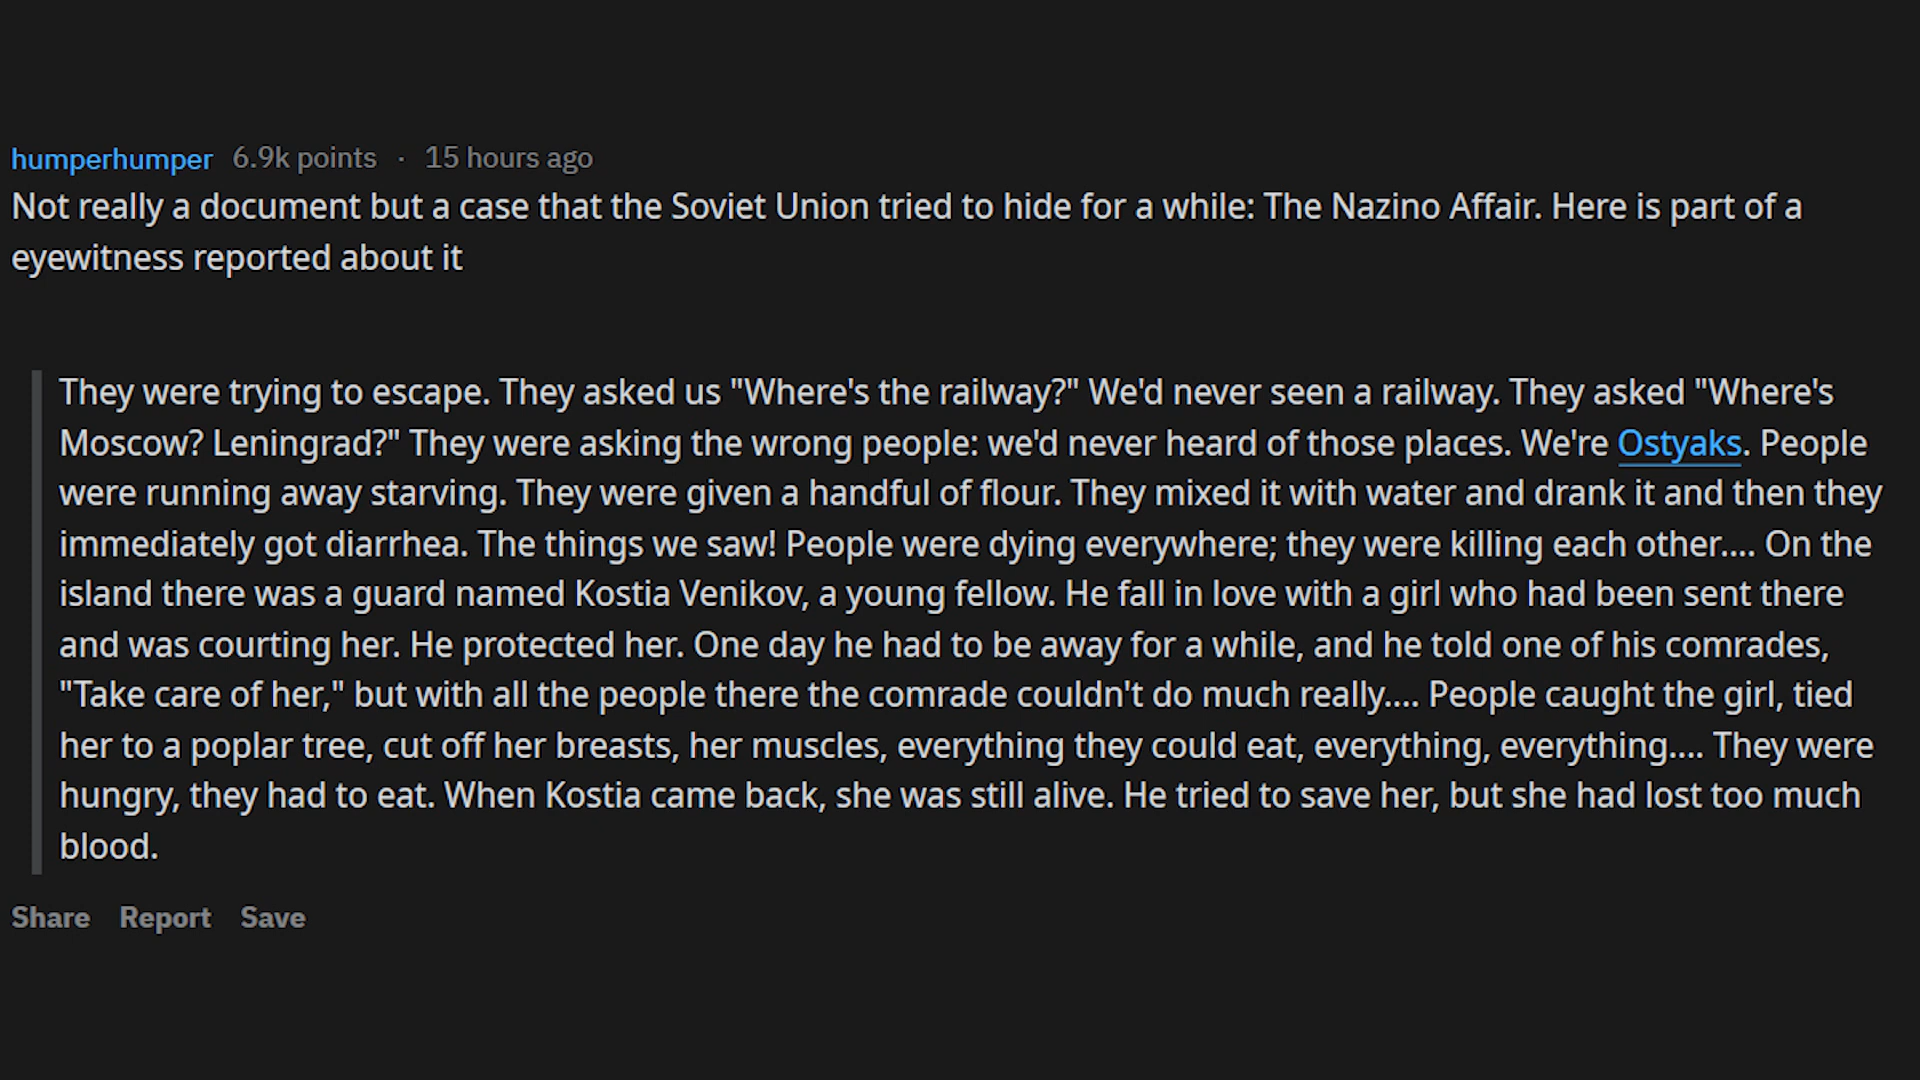 humperhumper 6.9k points · 15 hours ago
Not really a document but a case that the Soviet Union tried to hide for a while: The Nazino Affair. Here is part of a
eyewitness reported about it
They were trying to escape. They asked us "Where's the railway?" We'd never seen a railway. They asked "Where's
Moscow? Leningrad?" They were asking the wrong people: we'd never heard of those places. We're Ostyaks. People
were running away starving. They were given a handful of flour. They mixed it with water and drank it and then they
immediately got diarrhea. The things we saw! People were dying everywhere; they were killing each other.... On the
island there was a guard named Kostia Venikov, a young fellow. He fall in love with a girl who had been sent there
and was courting her. He protected her. One day he had to be away for a while, and he told one of his comrades,
"Take care of her," but with all the people there the comrade couldn't do much really.... People caught the girl, tied
her to a poplar tree, cut off her breasts, her muscles, everything they could eat, everything, everything.... They were
hungry, they had to eat. When Kostia came back, she was still alive. He tried to save her, but she had lost too much
blood.
Share Report Save